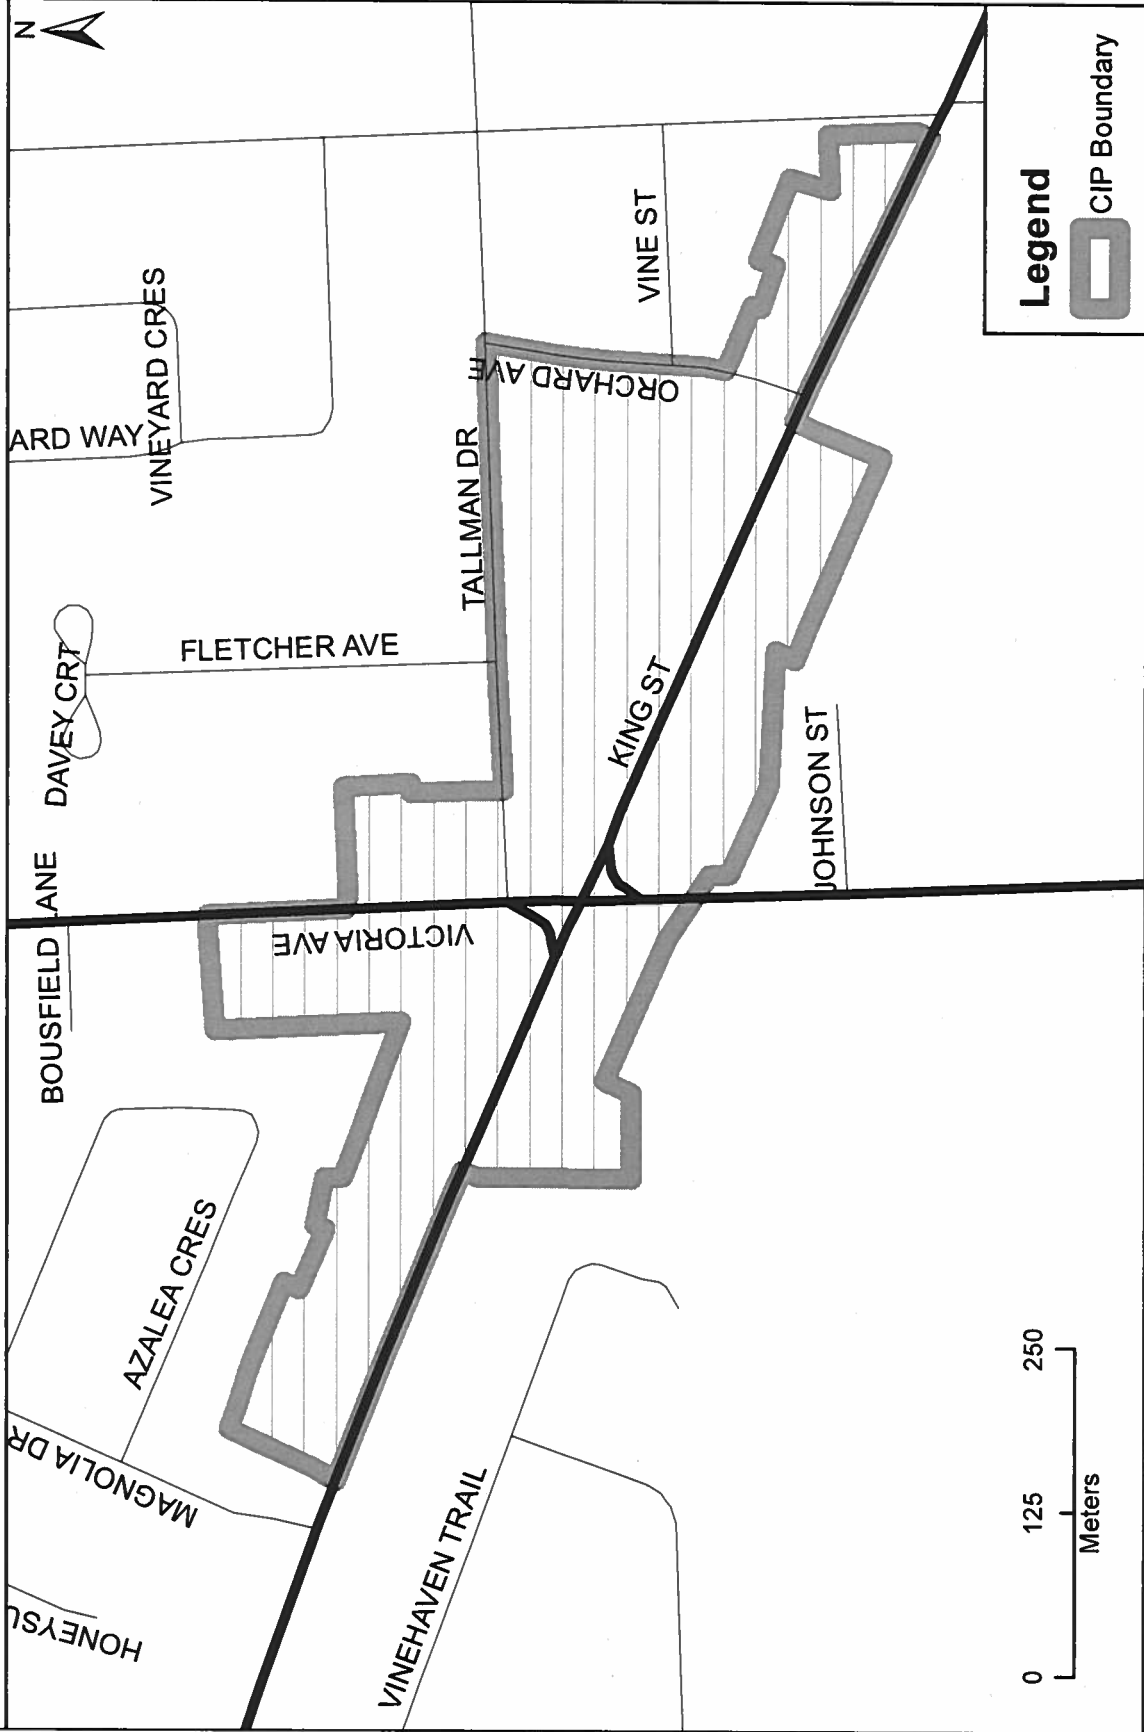 N
HONEYSU
MAGNOLIA DR
AZALEA CRES
BOUSFIELD LANE
DAVEY CRT
ARD WAY
VINEYARD CRES
FLETCHER AVE
VICTORIA AVE
TALLMAN DR
ORCHARD AVE
VINE ST
KING ST
VINEHAVEN TRAIL
JOHNSON ST
0 125 250
Meters
Legend
CIP Boundary